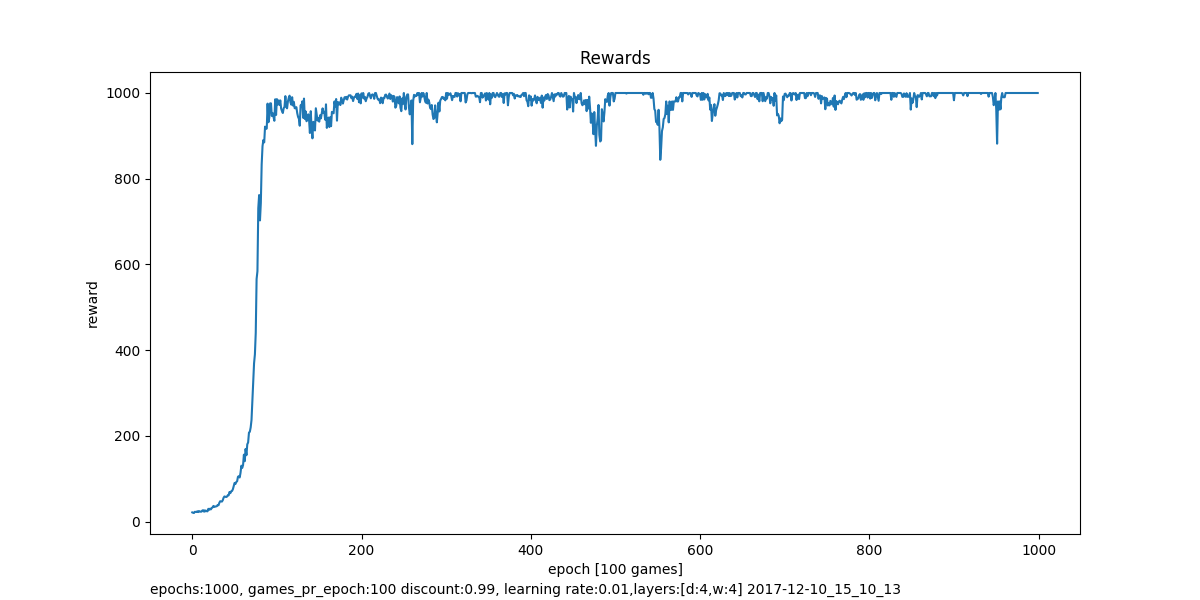 Rewards
1000
800
600
400
200
0
reward
0 200 400 600 800 1000
epoch [100 games]
epochs:1000, games_pr_epoch:100 discount:0.99, learning rate:0.01,layers:[d:4,w:4] 2017-12-10_15_10_13